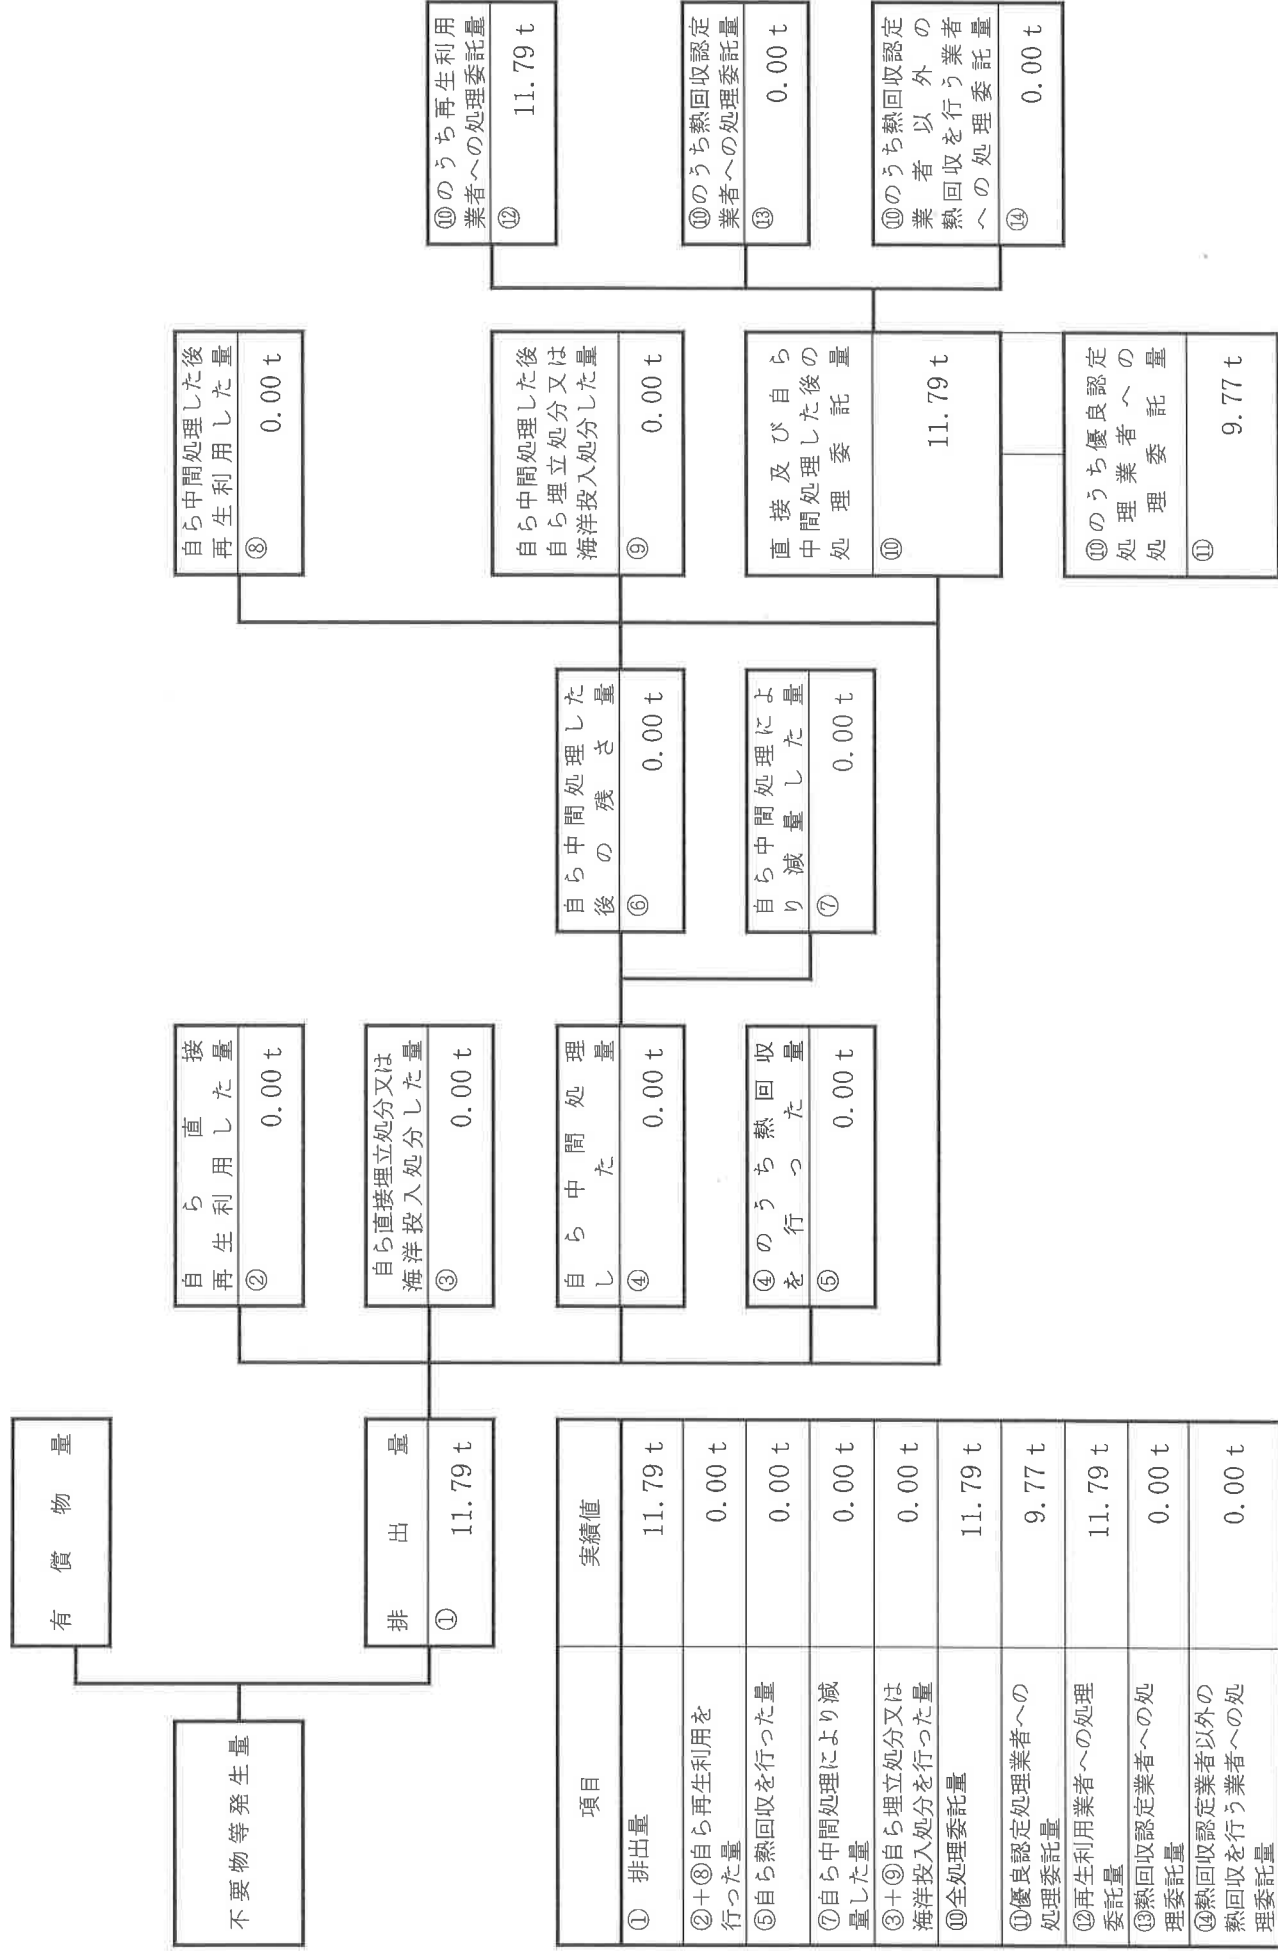 有償物量
不要物等発生量
排出量
① 11.79 t
自ら直接
再生利用した量
② 0.00 t
自ら直接埋立処分又は
海洋投入処分した量
③ 0.00 t
自ら中間処理
した量
④ 0.00 t
④のうち熱回収
を行った量
⑤ 0.00 t
自ら中間処理した
後の残さ量
⑥ 0.00 t
自ら中間処理によ
り減量した量
⑦ 0.00 t
自ら中間処理した後
再生利用した量
⑧ 0.00 t
自ら中間処理した後
自ら埋立処分又は
海洋投入処分した量
⑨ 0.00 t
直接及び自ら
中間処理した後の
処理委託量
⑩ 11.79 t
⑩のうち優良認定
処理業者への
処理委託量
⑪ 9.77 t
⑩のうち再生利用
業者への処理委託量
⑫ 11.79 t
⑩のうち熱回収認定
業者への処理委託量
⑬ 0.00 t
⑩のうち熱回収認定
業者以外の
熱回収を行う業者
への処理委託量
⑭ 0.00 t
項目 実績値
① 排出量 11.79 t
②+⑧自ら再生利用を
行った量 0.00 t
⑤自ら熱回収を行った量 0.00 t
⑦自ら中間処理により減
量した量 0.00 t
③+⑨自ら埋立処分又は
海洋投入処分を行った量 0.00 t
⑩全処理委託量 11.79 t
⑪優良認定処理業者への
処理委託量 9.77 t
⑫再生利用業者への処理
委託量 11.79 t
⑬熱回収認定業者への処
理委託量 0.00 t
⑭熱回収認定業者以外の
熱回収を行う業者への処
理委託量 0.00 t